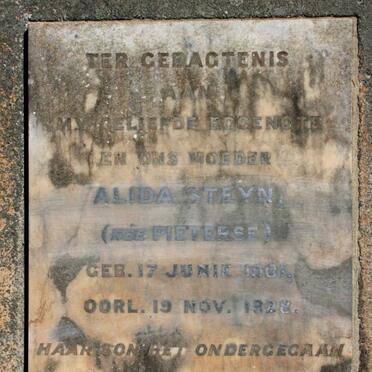 TER GEDAGTENIS
AAN
MY GELIEFDE EGGENOTE
EN ONS MOEDER
ALIDA STEYN,
(NEE PIETERSE)
GEB. 17 JUNIE
OORL. 19 NOV. 1928.
HAAR SON HET ONDERGEGAAN